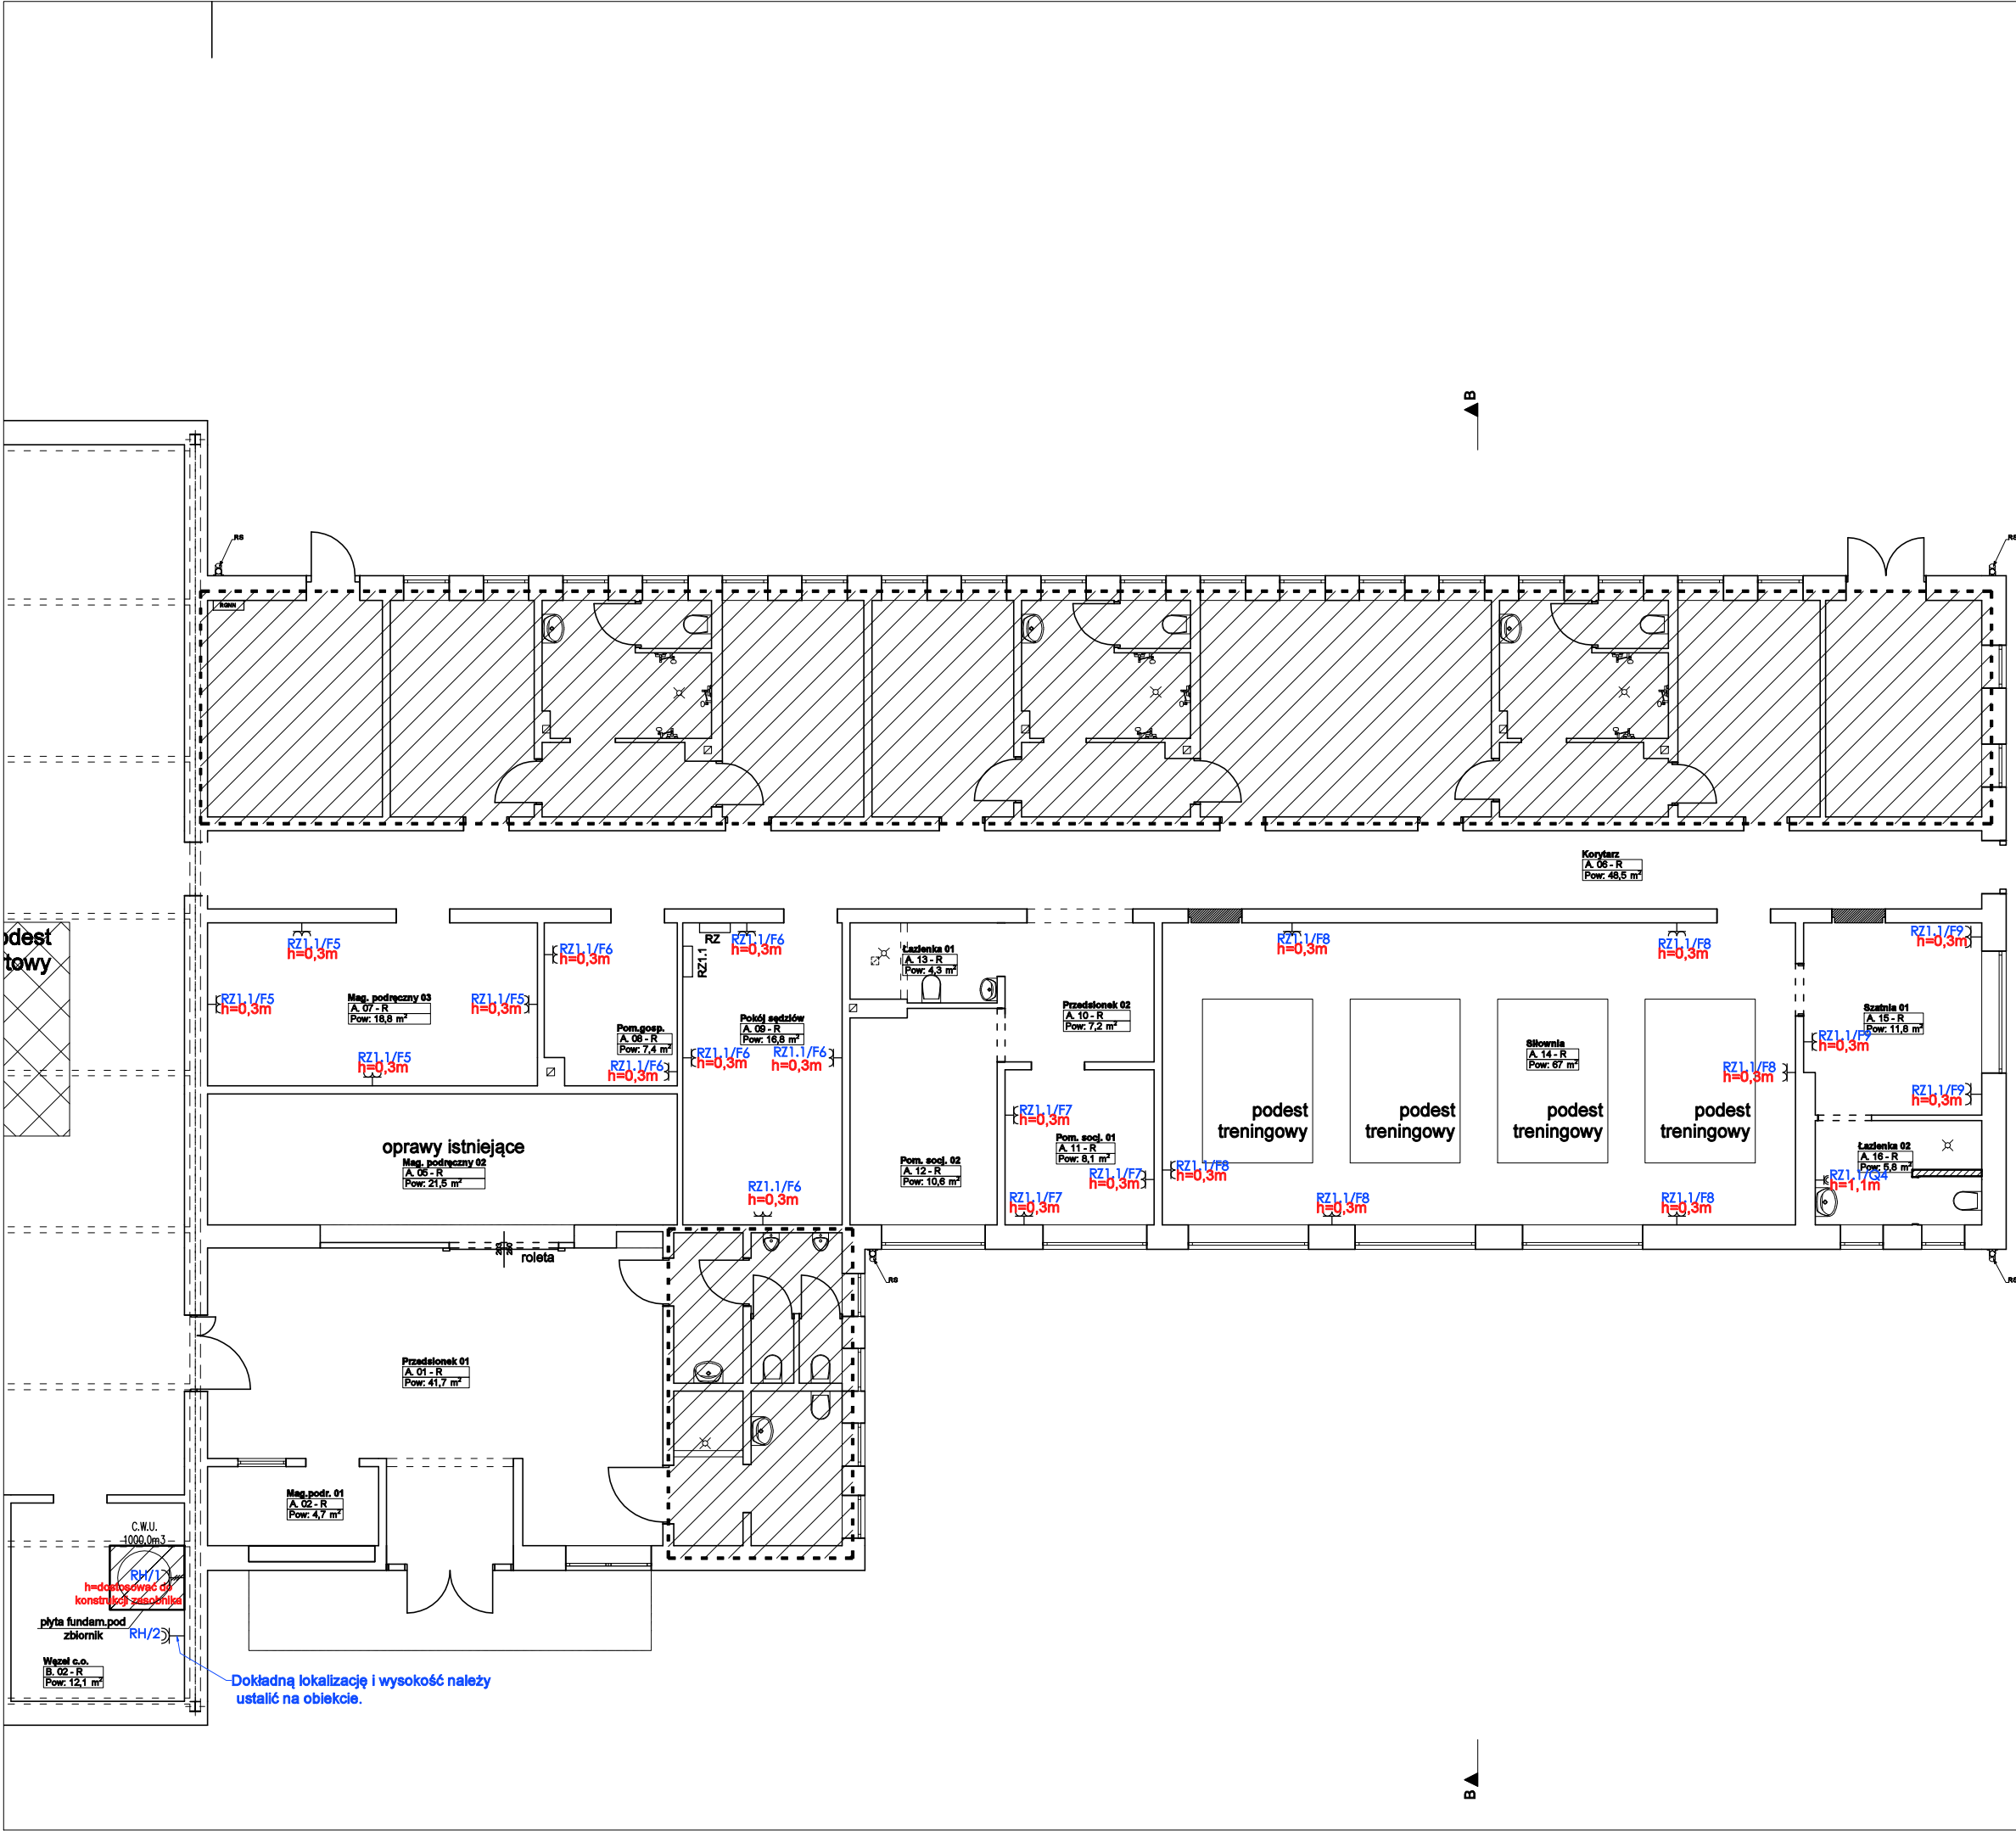 B
RS
RS
RGNN
Korytarz
A. 06 - R
Pow: 48,5 m²
odest
towy
RZ1.1/F5
h=0,3m
RZ1.1/F6
h=0,3m
RZ
RZ1.1
RZ1.1/F6
h=0,3m
Łazienka 01
A. 13 - R
Pow: 4,3 m²
RZ1.1/F8
h=0,3m
RZ1.1/F8
h=0,3m
RZ1.1/F9
h=0,3m
RZ1.1/F5
h=0,3m
Mag. podręczny 03
A. 07 - R
Pow: 18,8 m²
RZ1.1/F5
h=0,3m
Pom.gosp.
A. 08 - R
Pow: 7,4 m²
Pokój sędziów
A. 09 - R
Pow: 16,8 m²
Przedsionek 02
A. 10 - R
Pow: 7,2 m²
Siłownia
A. 14 - R
Pow: 67 m²
Szatnia 01
A. 15 - R
Pow: 11,8 m²
RZ1.1/F5
h=0,3m
RZ1.1/F6
h=0,3m
RZ1.1/F6
h=0,3m
RZ1.1/F6
h=0,3m
RZ1.1/F8
h=0,3m
RZ1.1/F9
h=0,3m
RZ1.1/F9
h=0,3m
RZ1.1/F7
h=0,3m
podest
treningowy
podest
treningowy
podest
treningowy
podest
treningowy
oprawy istniejące
Mag. podręczny 02
A. 05 - R
Pow: 21,5 m²
Pom. socj. 02
A. 12 - R
Pow: 10,6 m²
Pom. socj. 01
A. 11 - R
Pow: 8,1 m²
RZ1.1/F7
h=0,3m
RZ1.1/F8
h=0,3m
Łazienka 02
A. 16 - R
Pow: 5,8 m²
RZ1.1/Q4
h=1,1m
RZ1.1/F6
h=0,3m
RZ1.1/F7
h=0,3m
RZ1.1/F8
h=0,3m
RZ1.1/F8
h=0,3m
roleta
RS
RS
Przedsionek 01
A. 01 - R
Pow: 41,7 m²
Mag.podr. 01
A. 02 - R
Pow: 4,7 m²
C.W.U.
1000,0m3
RH/1
h=dostosować do
konstrukcji zasobnika
płyta fundam.pod
zbiornik
RH/2
Węzeł c.o.
B. 02 - R
Pow: 12,1 m²
Dokładną lokalizację i wysokość należy
ustalić na obiekcie.
B